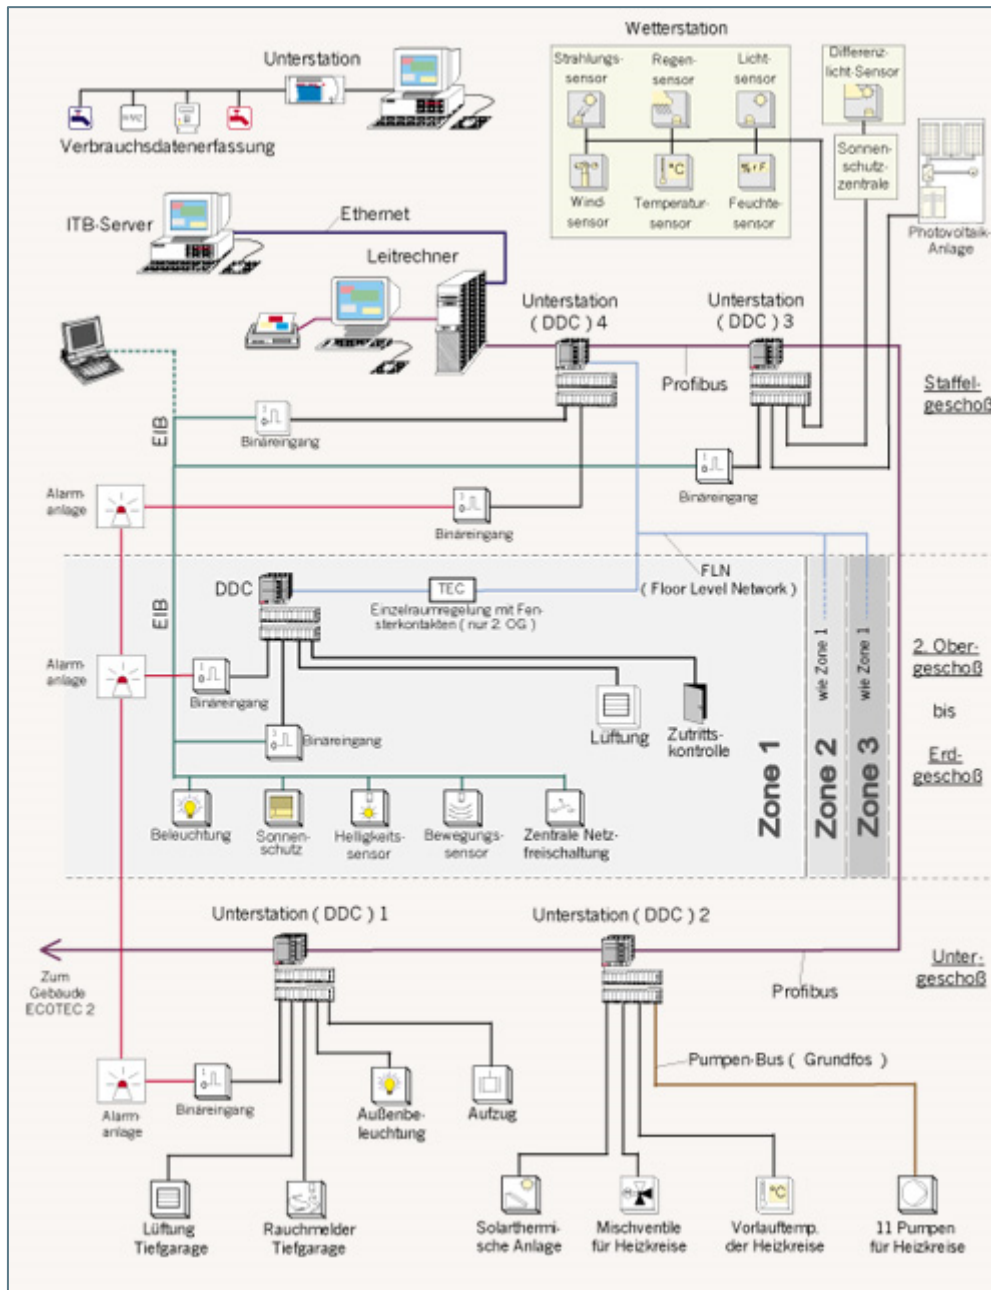 Wetterstation
Unterstation
Strahlungs-
sensor
Regen-
sensor
Licht-
sensor
Differenz-
licht-Sensor
Verbrauchsdatenerfassung
Sonnen-
schutz-
zentrale
°C
% r F
Wind-
sensor
Temperatur-
sensor
Feuchte-
sensor
Photovoltaik-
Anlage
ITB-Server
Ethernet
Leitrechner
Unterstation
( DDC ) 4
Unterstation
( DDC ) 3
Profibus
Staffel-
geschoß
EIB
Binäreingang
Binäreingang
Alarm-
anlage
Binäreingang
FLN
( Floor Level Network )
DDC
TEC
Einzelraumregelung mit Fen-
sterkontakten ( nur 2. OG )
EIB
Alarm-
anlage
Binäreingang
Binäreingang
Lüftung
Zutritts-
kontrolle
Zone 1
Zone 2
wie Zone 1
Zone 3
wie Zone 1
2. Ober-
geschoß
bis
Erd-
geschoß
Beleuchtung
Sonnen-
schutz
Helligkeits-
sensor
Bewegungs-
sensor
Zentrale Netz-
freischaltung
Unterstation ( DDC ) 1
Unterstation ( DDC ) 2
Unter-
geschoß
Zum
Gebäude
ECOTEC 2
Profibus
Pumpen-Bus ( Grundfos )
Alarm-
anlage
Binäreingang
Außenbe-
leuchtung
Aufzug
Lüftung
Tiefgarage
Rauchmelder
Tiefgarage
Solarthermi-
sche Anlage
Mischventile
für Heizkreise
°C
Vorlauftemp.
der Heizkreise
11 Pumpen
für Heizkreise